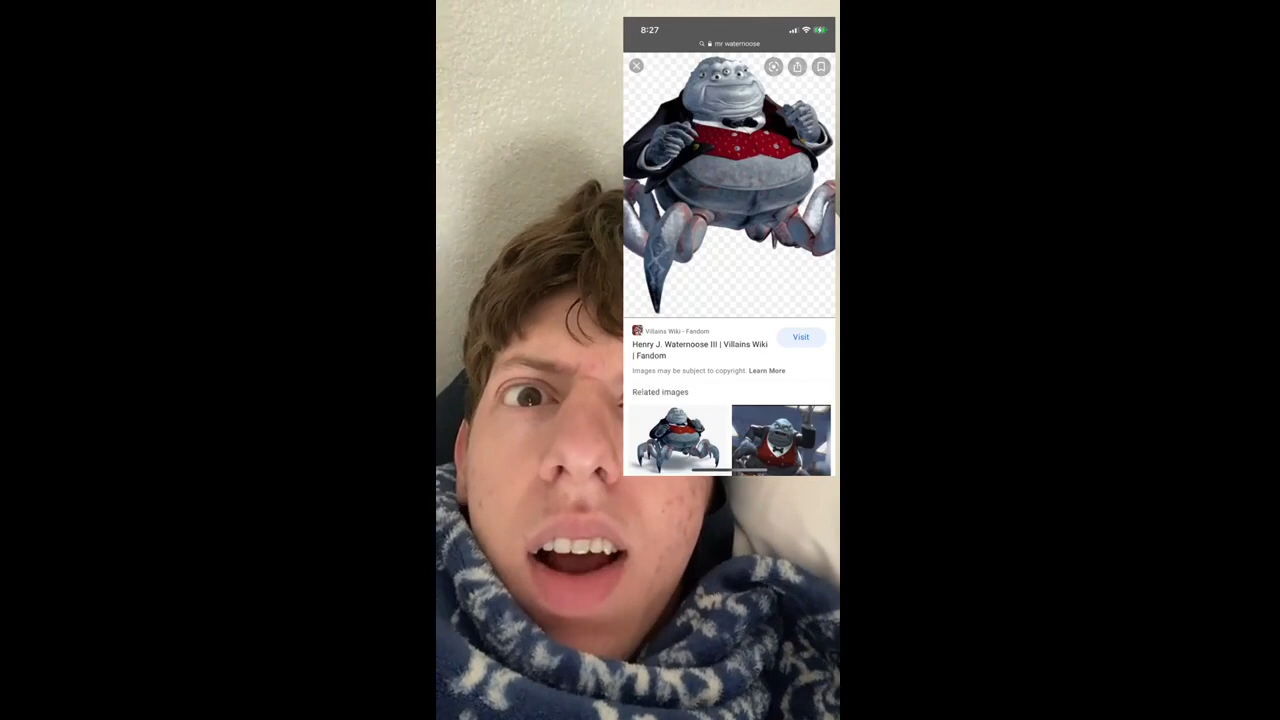 8:27
mr waternoose
Villains Wiki - Fandom
Henry J. Waternoose III | Villains Wiki
| Fandom
Visit
Images may be subject to copyright. Learn More
Related images